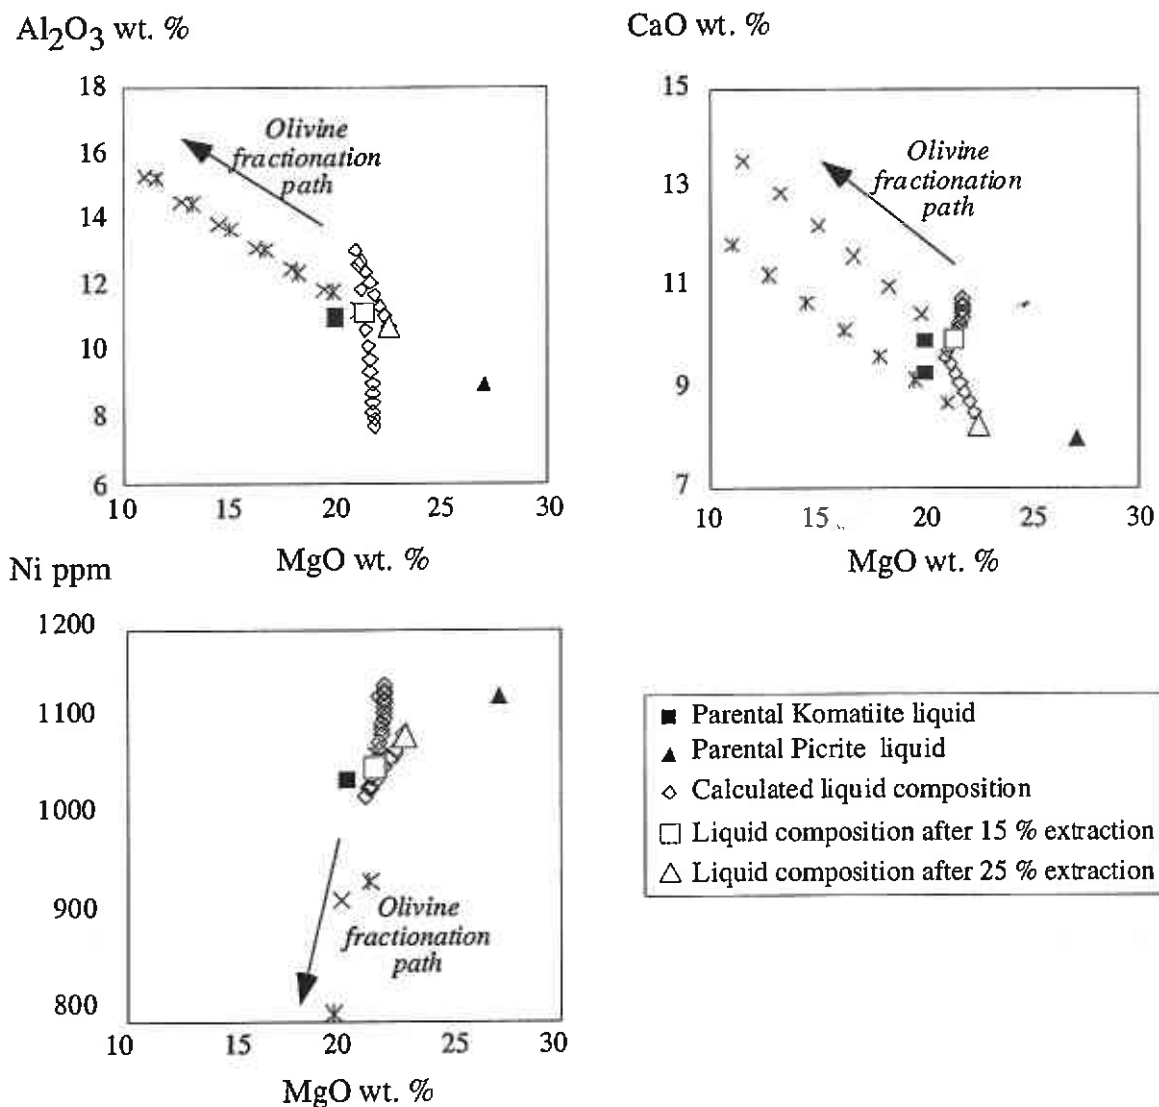 Al2O3 wt. %
18
16
14
12
10
8
6
Olivine
fractionation
path
10 15 20 25 30
MgO wt. %
CaO wt. %
15
13
11
9
7
Olivine
fractionation
path
10 15 20 25 30
MgO wt. %
Ni ppm
1200
1100
1000
900
800
Olivine
fractionation
path
10 15 20 25 30
MgO wt. %
Parental Komatiite liquid
Parental Picrite liquid
Calculated liquid composition
Liquid composition after 15 % extraction
Liquid composition after 25 % extraction